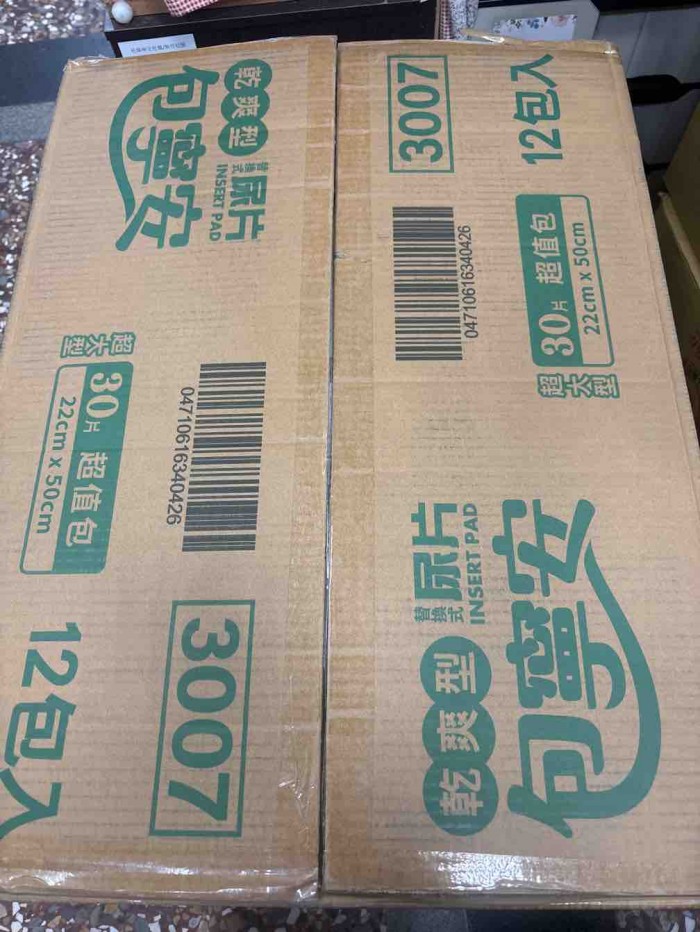 包寧安
乾爽型
替換式
尿片
INSERT PAD
超大型
30片 超值包
22cm x 50cm
04710616340426
3007
12包入
3007
12包入
04710616340426
超大型
30片 超值包
22cm x 50cm
包寧安
乾爽型
替換式
尿片
INSERT PAD